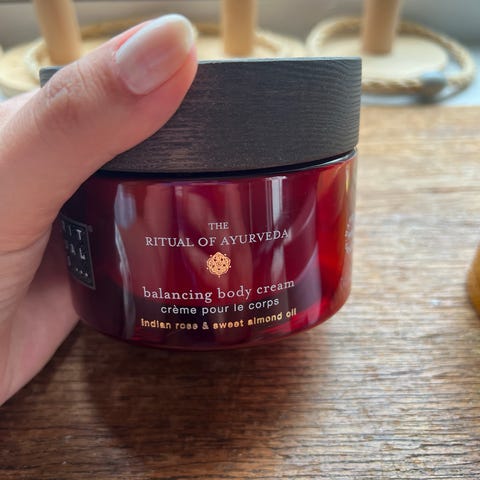 THE
RITUAL OF AYURVEDA
balancing body cream
crème pour le corps
indian rose & sweet almond oil